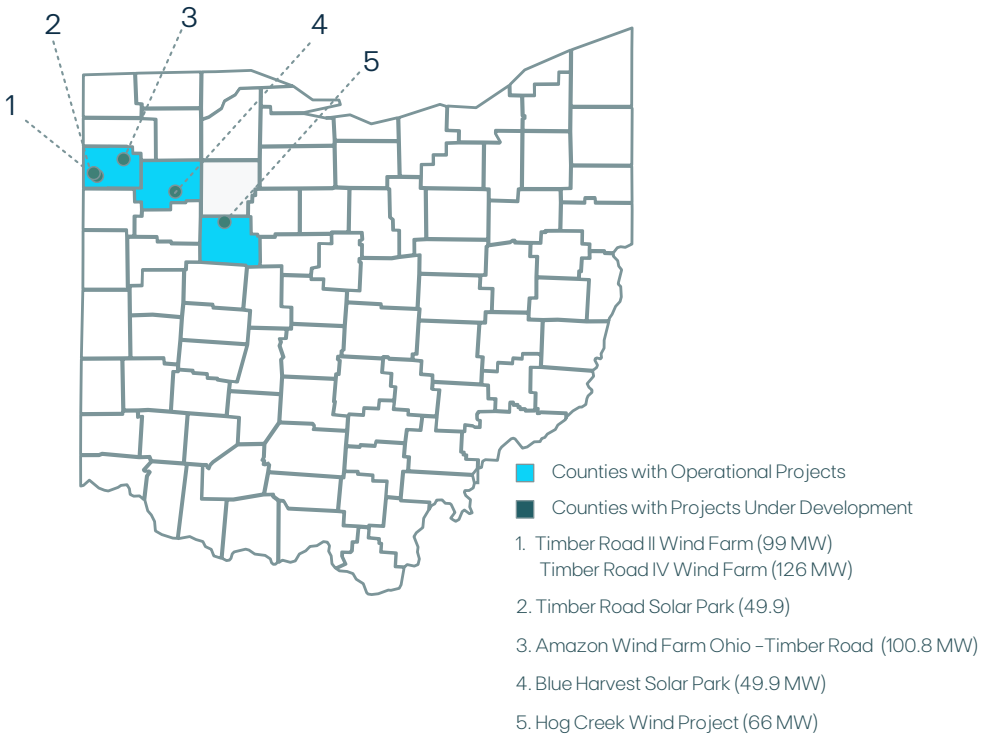 2
3
4
5
1
Counties with Operational Projects
Counties with Projects Under Development
1. Timber Road II Wind Farm (99 MW)
Timber Road IV Wind Farm (126 MW)
2. Timber Road Solar Park (49.9)
3. Amazon Wind Farm Ohio -Timber Road (100.8 MW)
4. Blue Harvest Solar Park (49.9 MW)
5. Hog Creek Wind Project (66 MW)